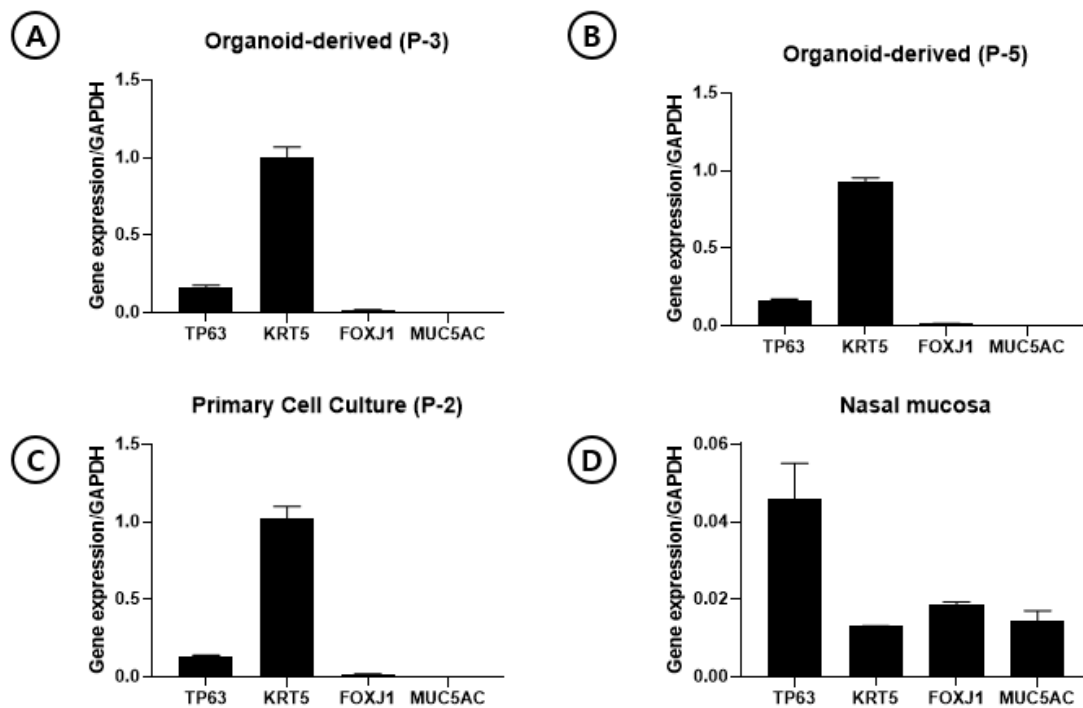 A
Organoid-derived (P-3)
Gene expression/GAPDH
1.5
1.0
0.5
0.0
TP63 KRT5 FOXJ1 MUC5AC
B
Organoid-derived (P-5)
Gene expression/GAPDH
1.5
1.0
0.5
0.0
TP63 KRT5 FOXJ1 MUC5AC
C
Primary Cell Culture (P-2)
Gene expression/GAPDH
1.5
1.0
0.5
0.0
TP63 KRT5 FOXJ1 MUC5AC
D
Nasal mucosa
Gene expression/GAPDH
0.06
0.04
0.02
0.00
TP63 KRT5 FOXJ1 MUC5AC